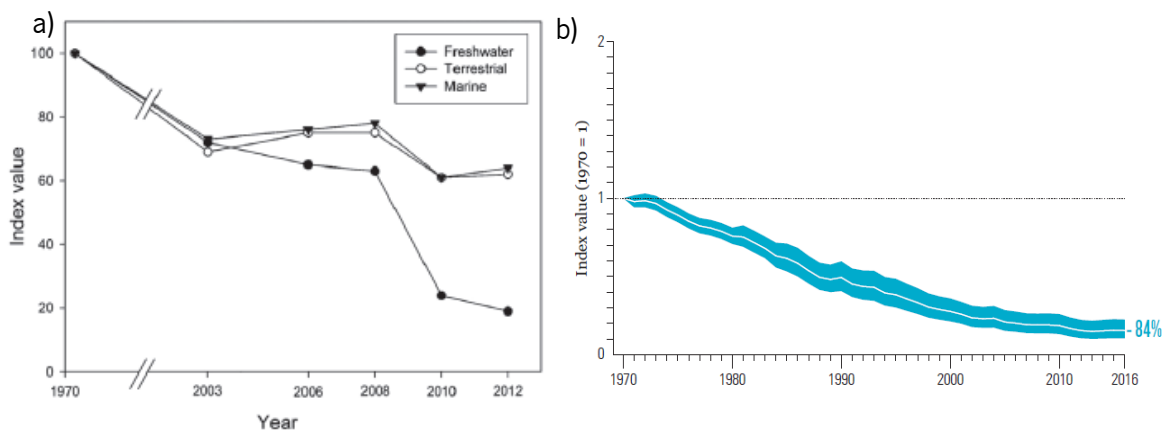 a)
Freshwater
Terrestrial
Marine
100
80
60
40
20
0
Index value
1970 2003 2006 2008 2010 2012
Year
b)
2
1
0
Index value (1970 = 1)
- 84%
1970 1980 1990 2000 2010 2016